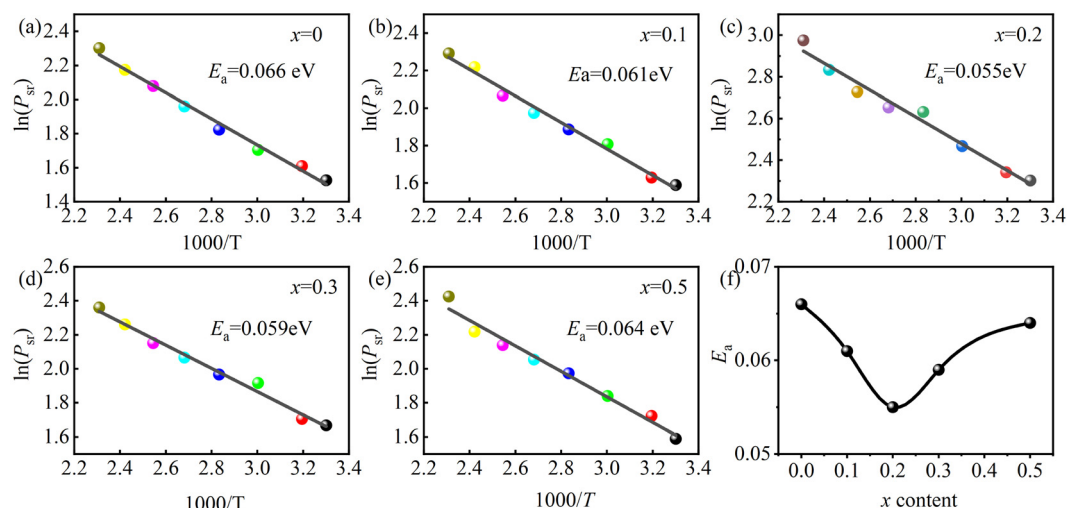 (a)
x=0
Ea=0.066 eV
ln(Psr)
2.4
2.2
2.0
1.8
1.6
1.4
2.2 2.4 2.6 2.8 3.0 3.2 3.4
1000/T
(b)
x=0.1
Ea=0.061eV
ln(Psr)
2.4
2.2
2.0
1.8
1.6
2.2 2.4 2.6 2.8 3.0 3.2 3.4
1000/T
(c)
x=0.2
Ea=0.055eV
ln(Psr)
3.0
2.8
2.6
2.4
2.2
2.2 2.4 2.6 2.8 3.0 3.2 3.4
1000/T
(d)
x=0.3
Ea=0.059eV
ln(Psr)
2.6
2.4
2.2
2.0
1.8
1.6
2.2 2.4 2.6 2.8 3.0 3.2 3.4
1000/T
(e)
x=0.5
Ea=0.064 eV
ln(Psr)
2.6
2.4
2.2
2.0
1.8
1.6
2.2 2.4 2.6 2.8 3.0 3.2 3.4
1000/T
(f)
Ea
0.07
0.06
0.05
0.0 0.1 0.2 0.3 0.4 0.5
x content